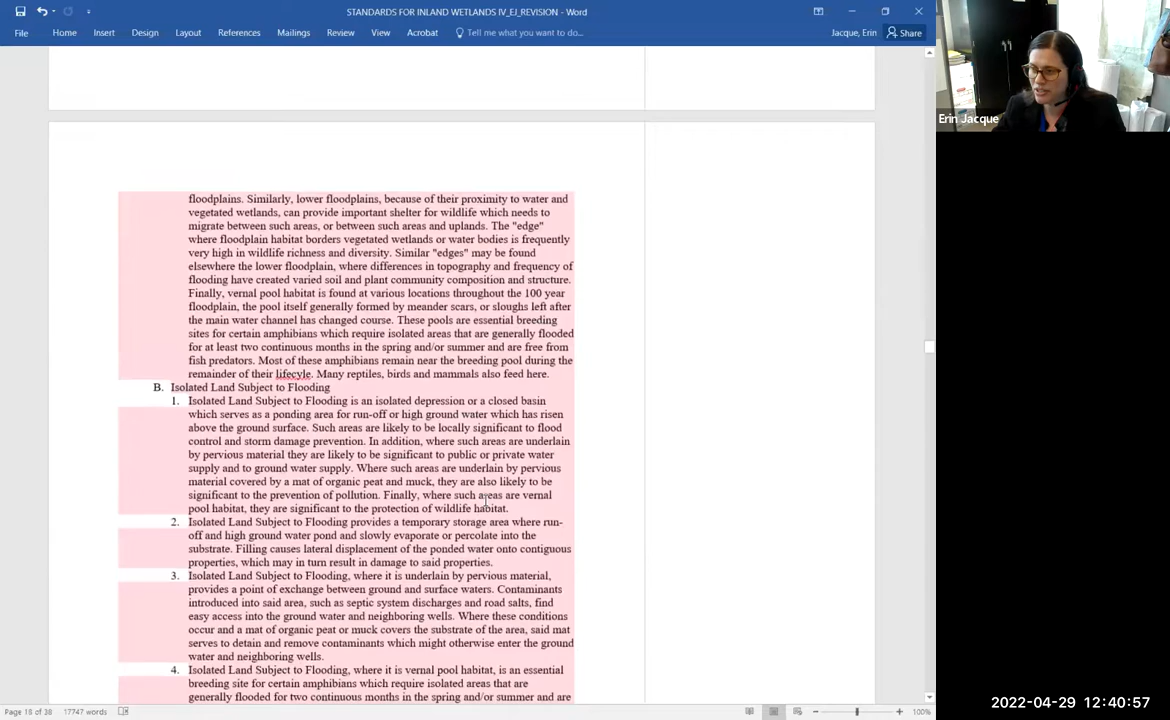 STANDARDS FOR INLAND WETLANDS IV_EJ_REVISION - Word
File Home Insert Design Layout References Mailings Review View Acrobat Tell me what you want to do... Jacque, Erin Share
Erin Jacque
floodplains. Similarly, lower floodplains, because of their proximity to water and
vegetated wetlands, can provide important shelter for wildlife which needs to
migrate between such areas, or between such areas and uplands. The "edge"
where floodplain habitat borders vegetated wetlands or water bodies is frequently
very high in wildlife richness and diversity. Similar "edges" may be found
elsewhere the lower floodplain, where differences in topography and frequency of
flooding have created varied soil and plant community composition and structure.
Finally, vernal pool habitat is found at various locations throughout the 100 year
floodplain, the pool itself generally formed by meander scars, or sloughs left after
the main water channel has changed course. These pools are essential breeding
sites for certain amphibians which require isolated areas that are generally flooded
for at least two continuous months in the spring and/or summer and are free from
fish predators. Most of these amphibians remain near the breeding pool during the
remainder of their lifecyle. Many reptiles, birds and mammals also feed here.
B. Isolated Land Subject to Flooding
1. Isolated Land Subject to Flooding is an isolated depression or a closed basin
which serves as a ponding area for run-off or high ground water which has risen
above the ground surface. Such areas are likely to be locally significant to flood
control and storm damage prevention. In addition, where such areas are underlain
by pervious material they are likely to be significant to public or private water
supply and to ground water supply. Where such areas are underlain by pervious
material covered by a mat of organic peat and muck, they are also likely to be
significant to the prevention of pollution. Finally, where such areas are vernal
pool habitat, they are significant to the protection of wildlife habitat.
2. Isolated Land Subject to Flooding provides a temporary storage area where run-
off and high ground water pond and slowly evaporate or percolate into the
substrate. Filling causes lateral displacement of the ponded water onto contiguous
properties, which may in turn result in damage to said properties.
3. Isolated Land Subject to Flooding, where it is underlain by pervious material,
provides a point of exchange between ground and surface waters. Contaminants
introduced into said area, such as septic system discharges and road salts, find
easy access into the ground water and neighboring wells. Where these conditions
occur and a mat of organic peat or muck covers the substrate of the area, said mat
serves to detain and remove contaminants which might otherwise enter the ground
water and neighboring wells.
4. Isolated Land Subject to Flooding, where it is vernal pool habitat, is an essential
breeding site for certain amphibians which require isolated areas that are
generally flooded for two continuous months in the spring and/or summer and are
Page 18 of 38 17747 words 100%
2022-04-29 12:40:57